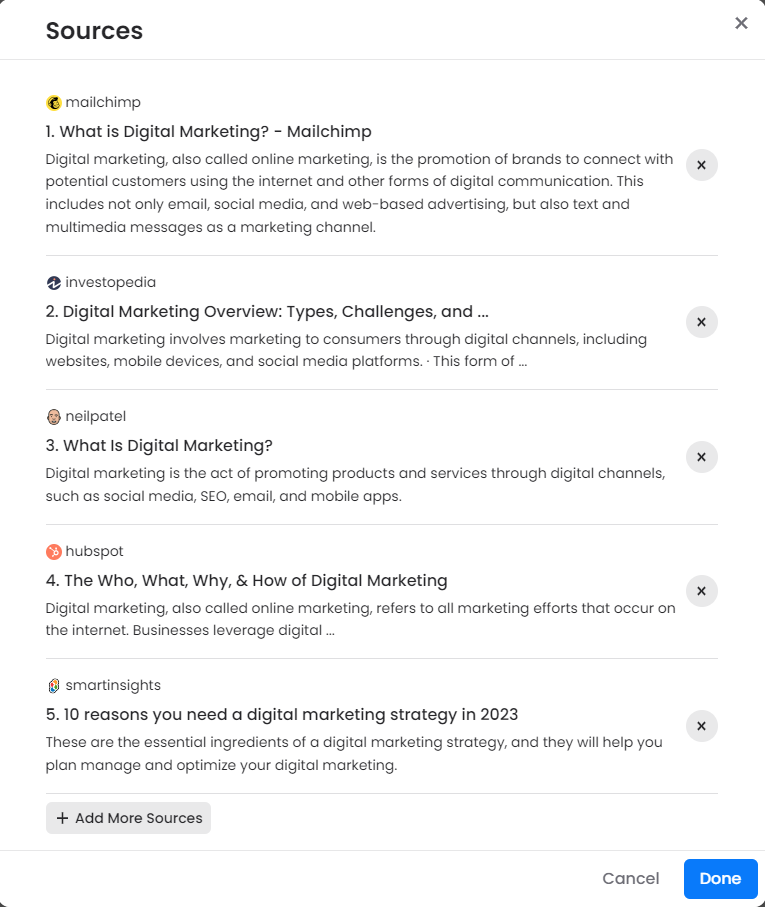 Sources
mailchimp
1. What is Digital Marketing? - Mailchimp
Digital marketing, also called online marketing, is the promotion of brands to connect with
potential customers using the internet and other forms of digital communication. This
includes not only email, social media, and web-based advertising, but also text and
multimedia messages as a marketing channel.
investopedia
2. Digital Marketing Overview: Types, Challenges, and ...
Digital marketing involves marketing to consumers through digital channels, including
websites, mobile devices, and social media platforms. · This form of ...
neilpatel
3. What Is Digital Marketing?
Digital marketing is the act of promoting products and services through digital channels,
such as social media, SEO, email, and mobile apps.
hubspot
4. The Who, What, Why, & How of Digital Marketing
Digital marketing, also called online marketing, refers to all marketing efforts that occur on
the internet. Businesses leverage digital ...
smartinsights
5. 10 reasons you need a digital marketing strategy in 2023
These are the essential ingredients of a digital marketing strategy, and they will help you
plan manage and optimize your digital marketing.
+ Add More Sources
Cancel Done